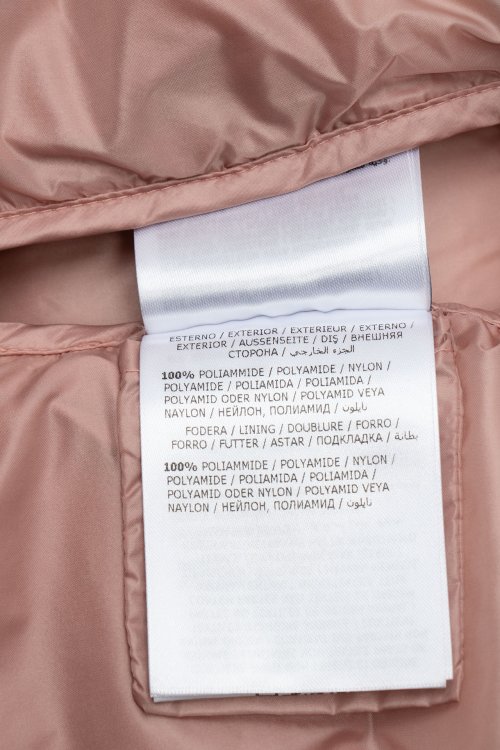 ESTERNO / EXTERIOR / EXTERIEUR / EXTERNO /
EXTERIOR / AUSSENSEITE / DIŞ / ВНЕШНЯЯ
СТОРОНА / الجزء الخارجي
100% POLIAMMIDE / POLYAMIDE / NYLON /
POLYAMIDE / POLIAMIDA / POLIAMIDA /
POLYAMID ODER NYLON / POLYAMID VEYA
NAYLON / НЕЙЛОН, ПОЛИАМИД / نايلون
FODERA / LINING / DOUBLURE / FORRO /
FORRO / FUTTER / ASTAR / ПОДКЛАДКА / بطانة
100% POLIAMMIDE / POLYAMIDE / NYLON /
POLYAMIDE / POLIAMIDA / POLIAMIDA /
POLYAMID ODER NYLON / POLYAMID VEYA
NAYLON / НЕЙЛОН, ПОЛИАМИД / نايلون